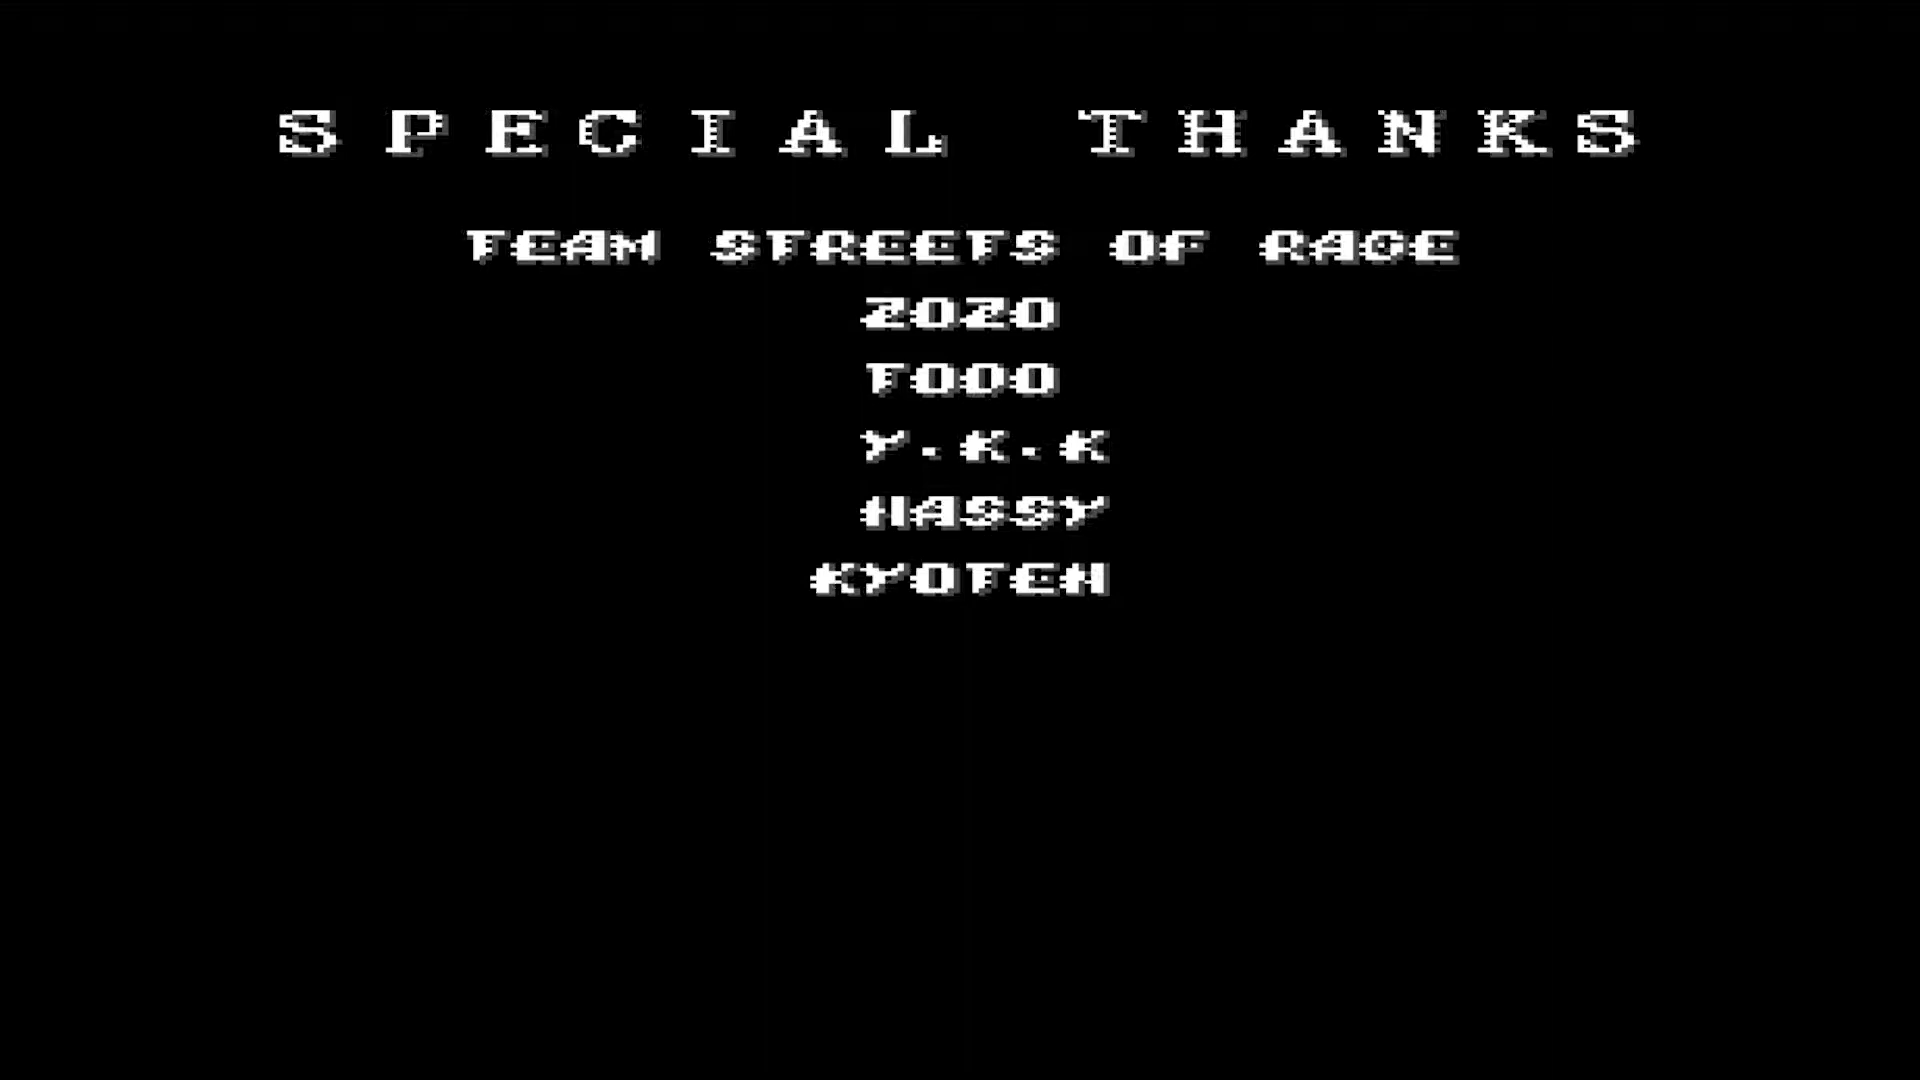 SPECIAL THANKS
TEAM STREETS OF RAGE
ZOZO
TODO
Y.K.K
HASSY
KYOTEN